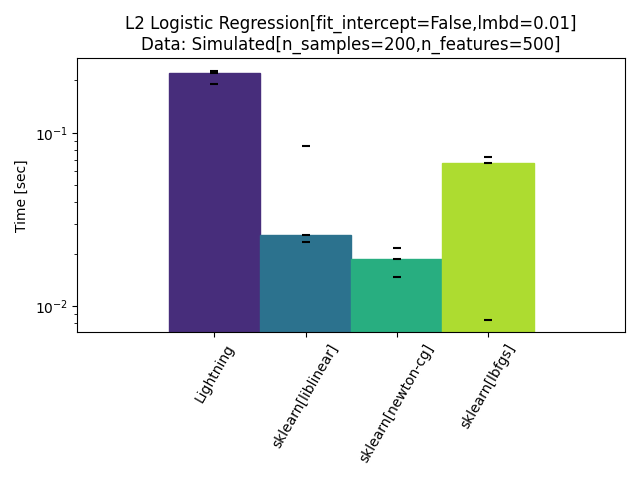 L2 Logistic Regression[fit_intercept=False,lmbd=0.01]
Data: Simulated[n_samples=200,n_features=500]
Time [sec]
10⁻¹
10⁻²
Lightning
sklearn[liblinear]
sklearn[newton-cg]
sklearn[lbfgs]